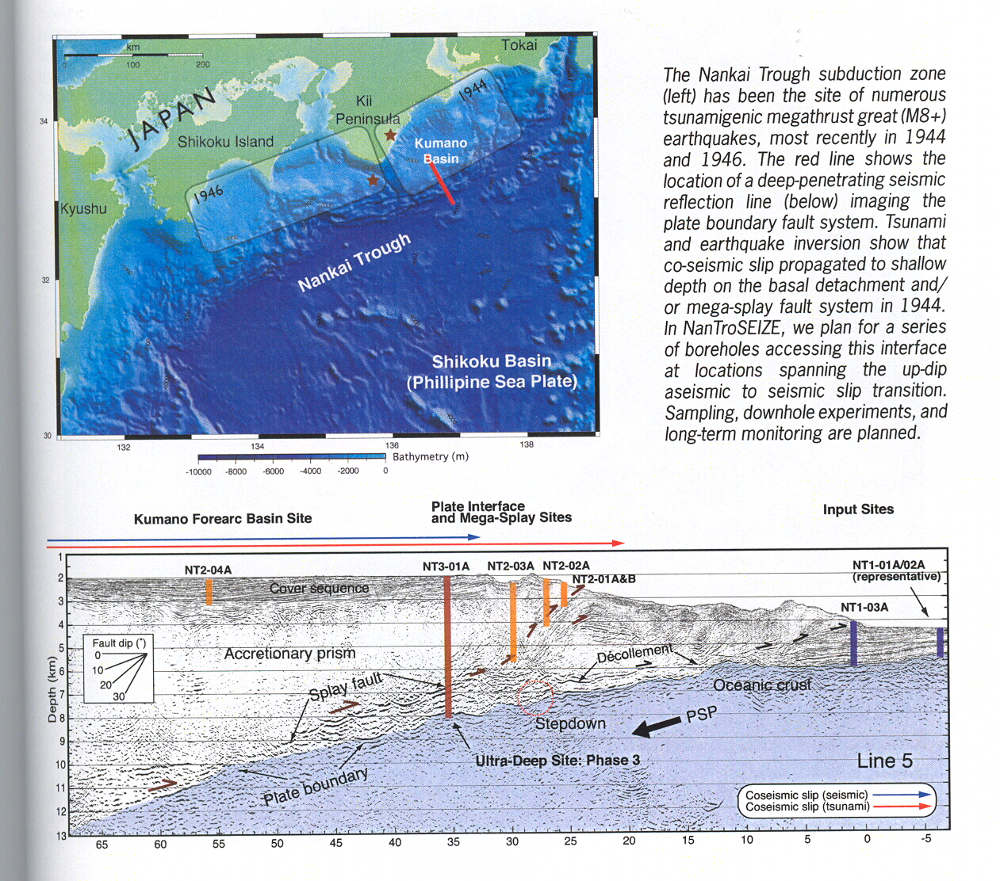 km
0 100 200
Tokai
34
32
30
132 134 136 138
JAPAN
Kii
Peninsula
1944
Shikoku Island
Kumano
Basin
1946
Kyushu
Nankai Trough
Shikoku Basin
(Phillipine Sea Plate)
Bathymetry (m)
-10000 -8000 -6000 -4000 -2000 0
The Nankai Trough subduction zone
(left) has been the site of numerous
tsunamigenic megathrust great (M8+)
earthquakes, most recently in 1944
and 1946. The red line shows the
location of a deep-penetrating seismic
reflection line (below) imaging the
plate boundary fault system. Tsunami
and earthquake inversion show that
co-seismic slip propagated to shallow
depth on the basal detachment and/
or mega-splay fault system in 1944.
In NanTroSEIZE, we plan for a series
of boreholes accessing this interface
at locations spanning the up-dip
aseismic to seismic slip transition.
Sampling, downhole experiments, and
long-term monitoring are planned.
Kumano Forearc Basin Site
Plate Interface
and Mega-Splay Sites
Input Sites
NT2-04A
NT3-01A
NT2-03A
NT2-02A
NT2-01A&B
NT1-01A/02A
(representative)
NT1-03A
Cover sequence
Accretionary prism
Fault dip (°)
0
10
20
30
Splay fault
Décollement
Oceanic crust
Stepdown
PSP
Ultra-Deep Site: Phase 3
Plate boundary
Line 5
Coseismic slip (seismic)
Coseismic slip (tsunami)
Depth (km)
1
2
3
4
5
6
7
8
9
10
11
12
13
65 60 55 50 45 40 35 30 25 20 15 10 5 0 -5